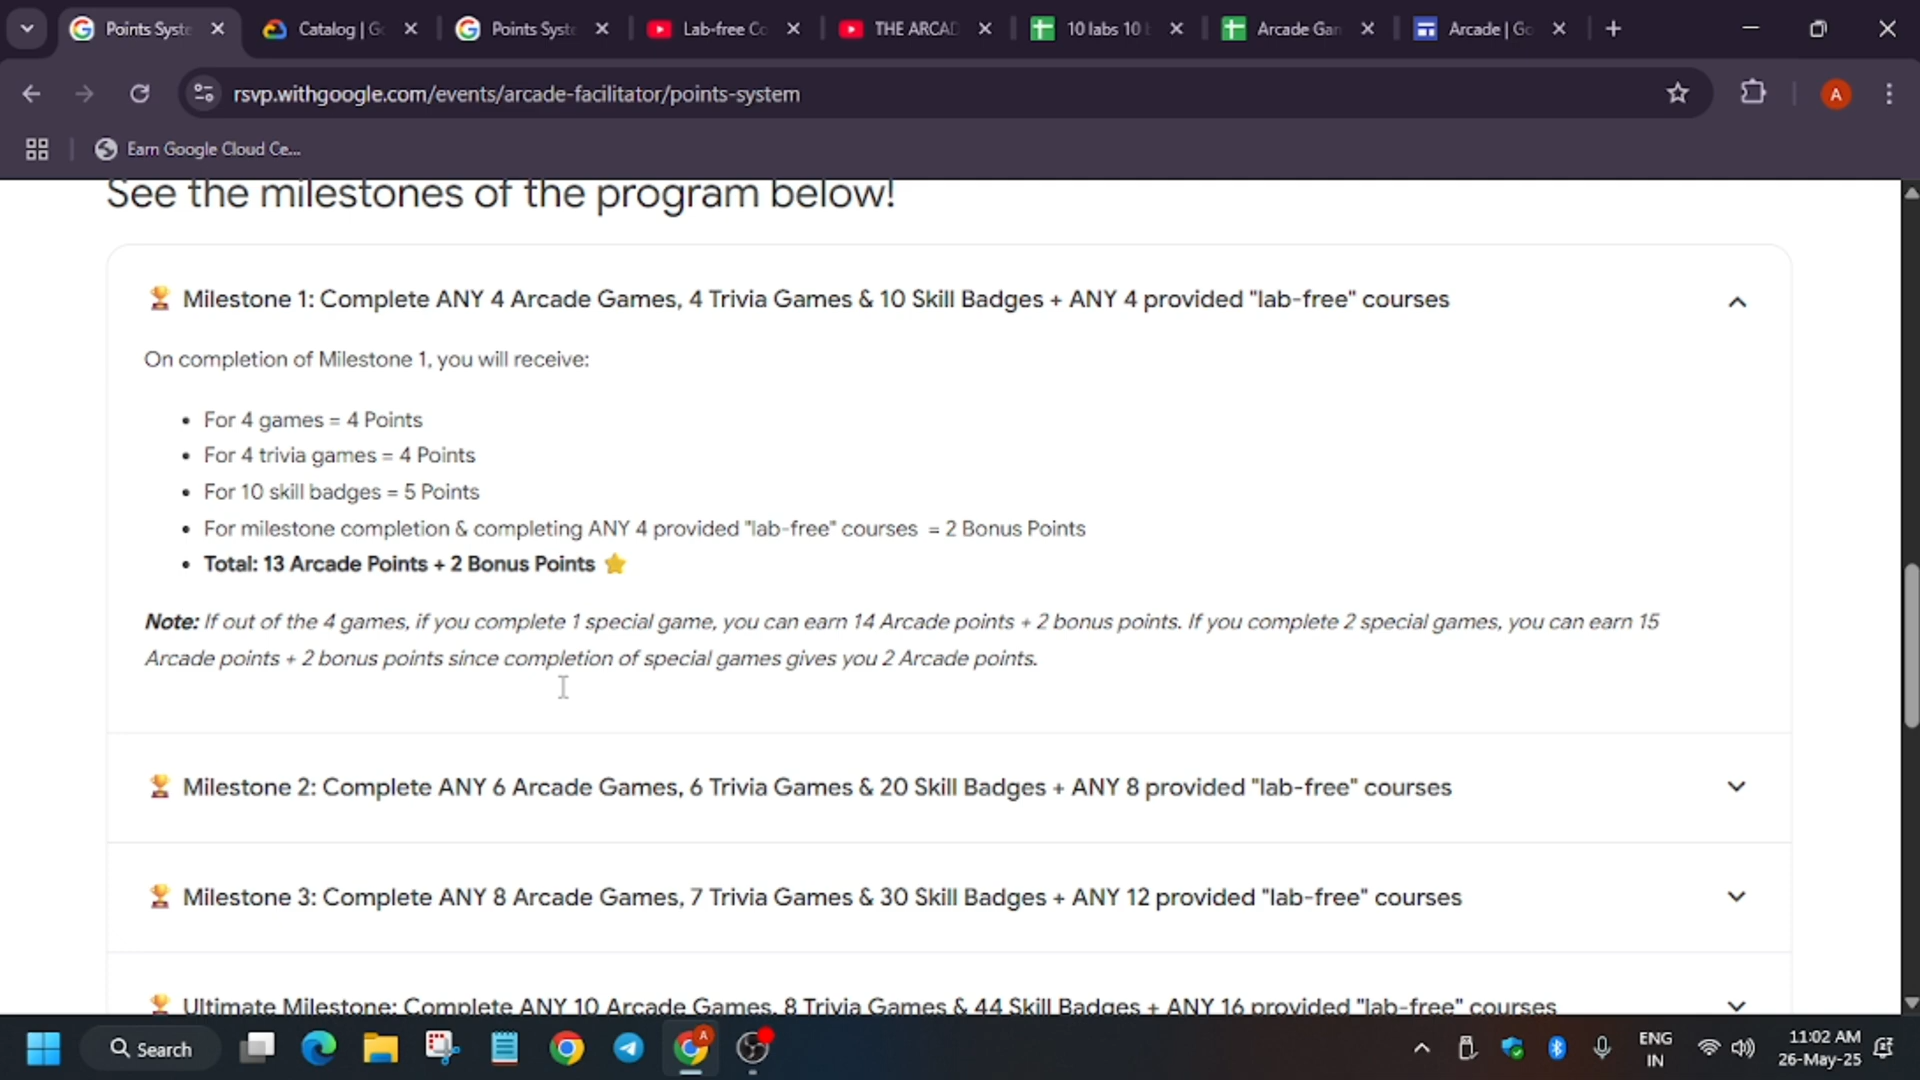 Points Syste
Catalog | Go
Points Syste
Lab-free Co
THE ARCAD
10 labs 10 b
Arcade Gam
Arcade | Go
rsvp.withgoogle.com/events/arcade-facilitator/points-system
A
Earn Google Cloud Ce...
See the milestones of the program below!
Milestone 1: Complete ANY 4 Arcade Games, 4 Trivia Games & 10 Skill Badges + ANY 4 provided "lab-free" courses
On completion of Milestone 1, you will receive:
• For 4 games = 4 Points
• For 4 trivia games = 4 Points
• For 10 skill badges = 5 Points
• For milestone completion & completing ANY 4 provided "lab-free" courses = 2 Bonus Points
• Total: 13 Arcade Points + 2 Bonus Points
Note: If out of the 4 games, if you complete 1 special game, you can earn 14 Arcade points + 2 bonus points. If you complete 2 special games, you can earn 15
Arcade points + 2 bonus points since completion of special games gives you 2 Arcade points.
Milestone 2: Complete ANY 6 Arcade Games, 6 Trivia Games & 20 Skill Badges + ANY 8 provided "lab-free" courses
Milestone 3: Complete ANY 8 Arcade Games, 7 Trivia Games & 30 Skill Badges + ANY 12 provided "lab-free" courses
Ultimate Milestone: Complete ANY 10 Arcade Games, 8 Trivia Games & 44 Skill Badges + ANY 16 provided "lab-free" courses
Search
A
ENG
IN
11:02 AM
26-May-25